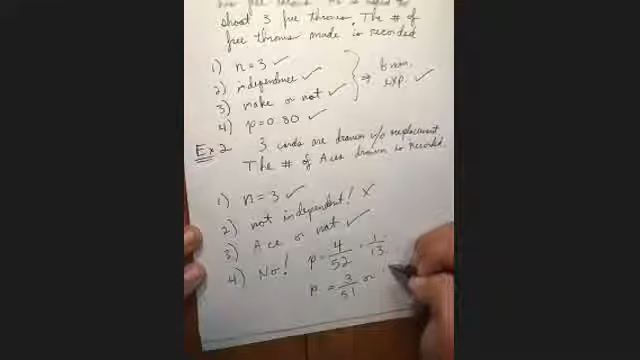 shoot 3 free throws. The # of
free throws made is recorded
1) n = 3 ✓
2) independence ✓
3) make or not ✓
4) p = 0.80 ✓
} ⇒ exp. ✓
Ex 2 3 cards are drawn w/o replacement.
The # of Aces drawn is recorded.
1) n = 3 ✓
2) not independent! X
3) Ace or not ✓
4) No! p = 4/52 = 1/13
p = 3/51 or